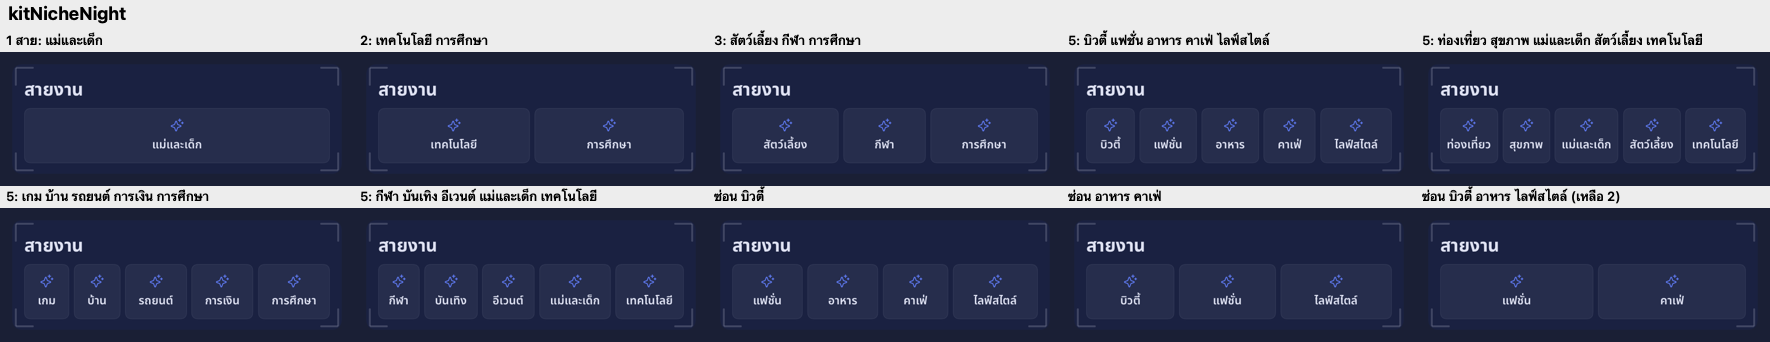 kitNicheNight
1 สาย: แม่และเด็ก
2: เทคโนโลยี การศึกษา
3: สัตว์เลี้ยง กีฬา การศึกษา
5: บิวตี้ แฟชั่น อาหาร คาเฟ่ ไลฟ์สไตล์
5: ท่องเที่ยว สุขภาพ แม่และเด็ก สัตว์เลี้ยง เทคโนโลยี
สายงาน
แม่และเด็ก
สายงาน
เทคโนโลยี การศึกษา
สายงาน
สัตว์เลี้ยง กีฬา การศึกษา
สายงาน
บิวตี้ แฟชั่น อาหาร คาเฟ่ ไลฟ์สไตล์
สายงาน
ท่องเที่ยว สุขภาพ แม่และเด็ก สัตว์เลี้ยง เทคโนโลยี
5: เกม บ้าน รถยนต์ การเงิน การศึกษา
5: กีฬา บันเทิง อีเวนต์ แม่และเด็ก เทคโนโลยี
ซ่อน บิวตี้
ซ่อน อาหาร คาเฟ่
ซ่อน บิวตี้ อาหาร ไลฟ์สไตล์ (เหลือ 2)
สายงาน
เกม บ้าน รถยนต์ การเงิน การศึกษา
สายงาน
กีฬา บันเทิง อีเวนต์ แม่และเด็ก เทคโนโลยี
สายงาน
แฟชั่น อาหาร คาเฟ่ ไลฟ์สไตล์
สายงาน
บิวตี้ แฟชั่น ไลฟ์สไตล์
สายงาน
แฟชั่น คาเฟ่